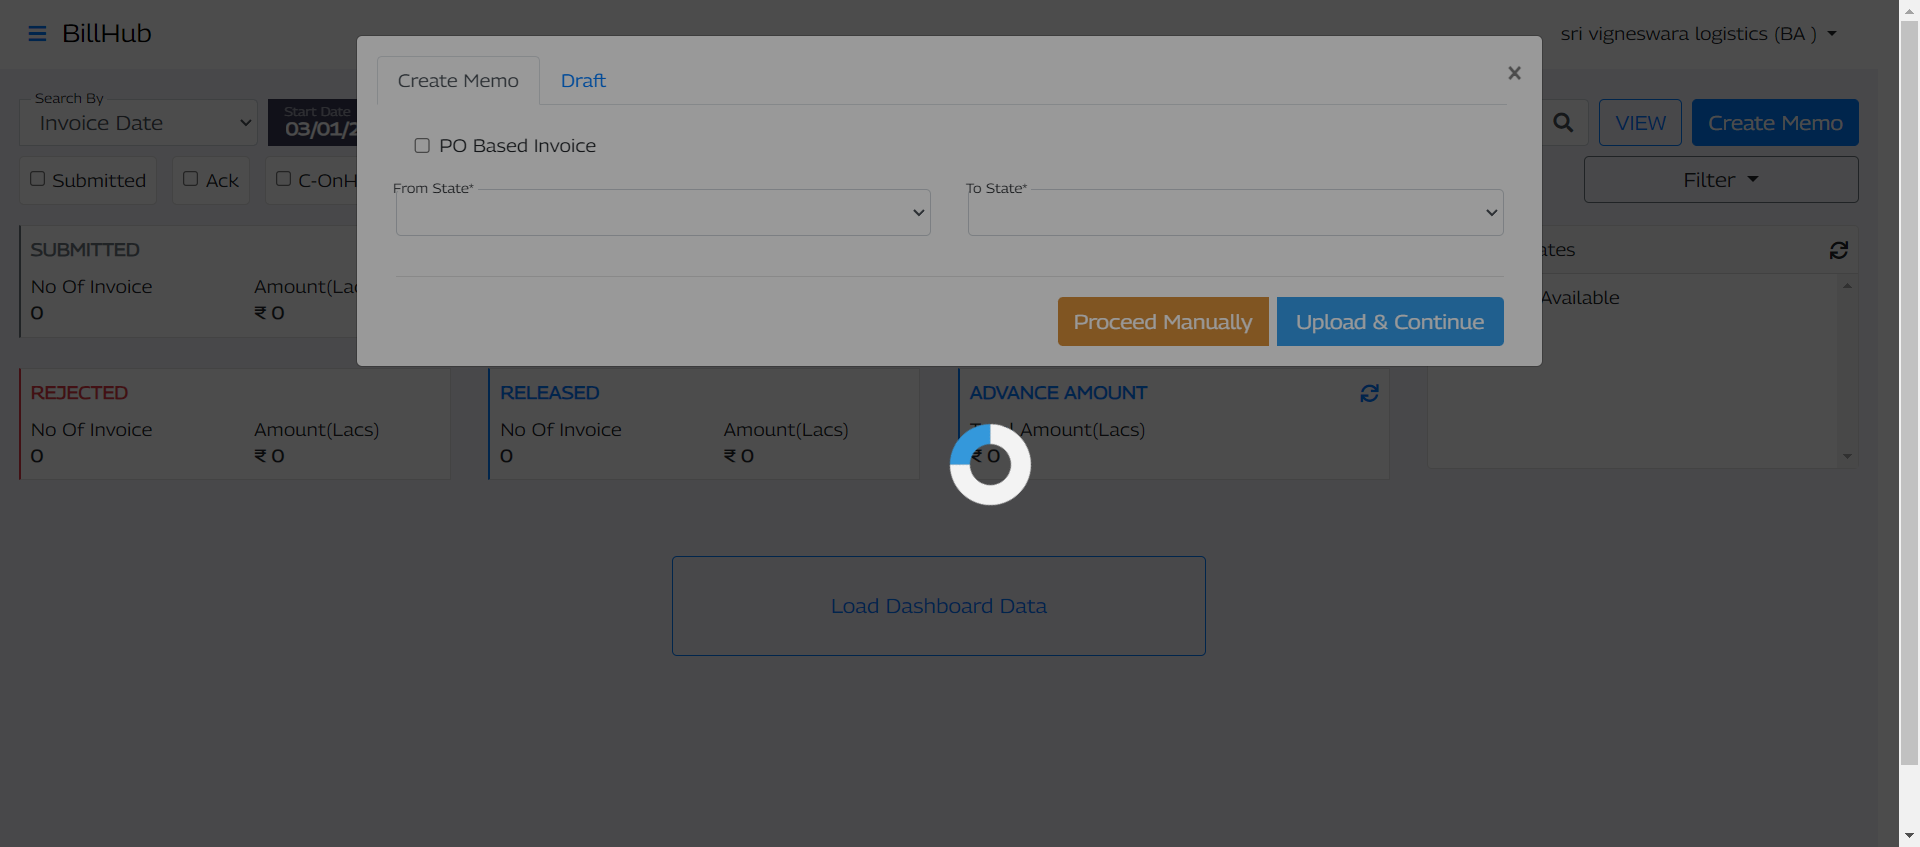 BillHub
sri vigneswara logistics (BA )
Create Memo
Draft
×
Search By
Invoice Date
Start Date
03/01/2
VIEW
Create Memo
PO Based Invoice
Submitted
Ack
C-OnH
Filter
From State*
To State*
SUBMITTED
No Of Invoice
Amount(Lac
0
₹ 0
ates
Available
Proceed Manually
Upload & Continue
REJECTED
No Of Invoice
Amount(Lacs)
0
₹ 0
RELEASED
No Of Invoice
Amount(Lacs)
0
₹ 0
ADVANCE AMOUNT
Amount(Lacs)
₹ 0
Load Dashboard Data